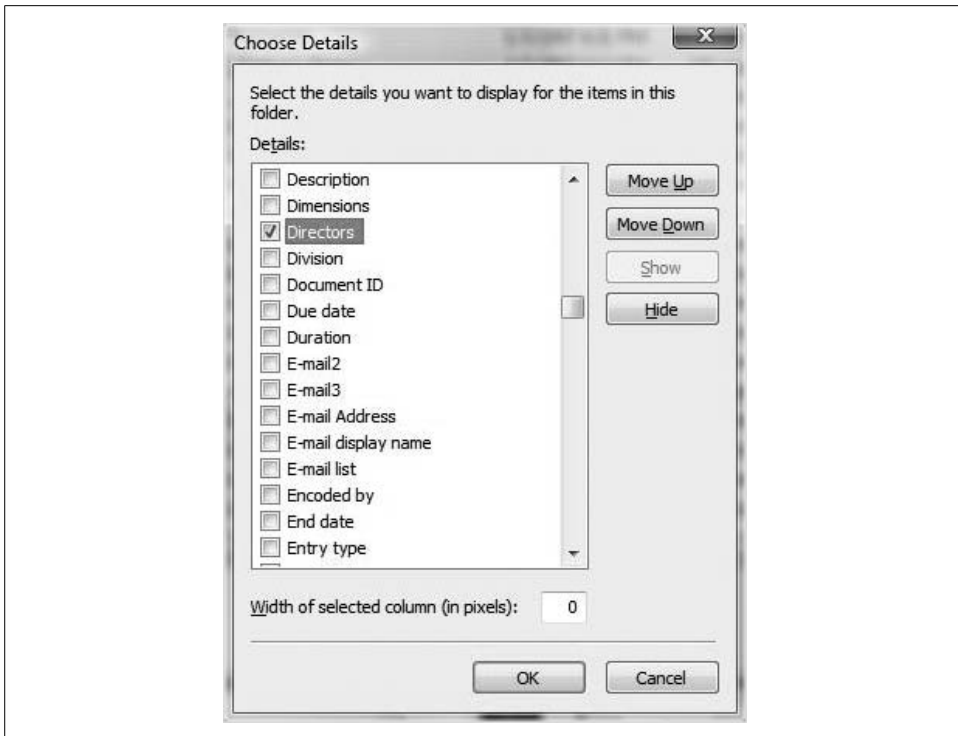 Choose Details
Select the details you want to display for the items in this
folder.
Details:
Description
Dimensions
Directors
Division
Document ID
Due date
Duration
E-mail2
E-mail3
E-mail Address
E-mail display name
E-mail list
Encoded by
End date
Entry type
Move Up
Move Down
Show
Hide
Width of selected column (in pixels): 0
OK Cancel